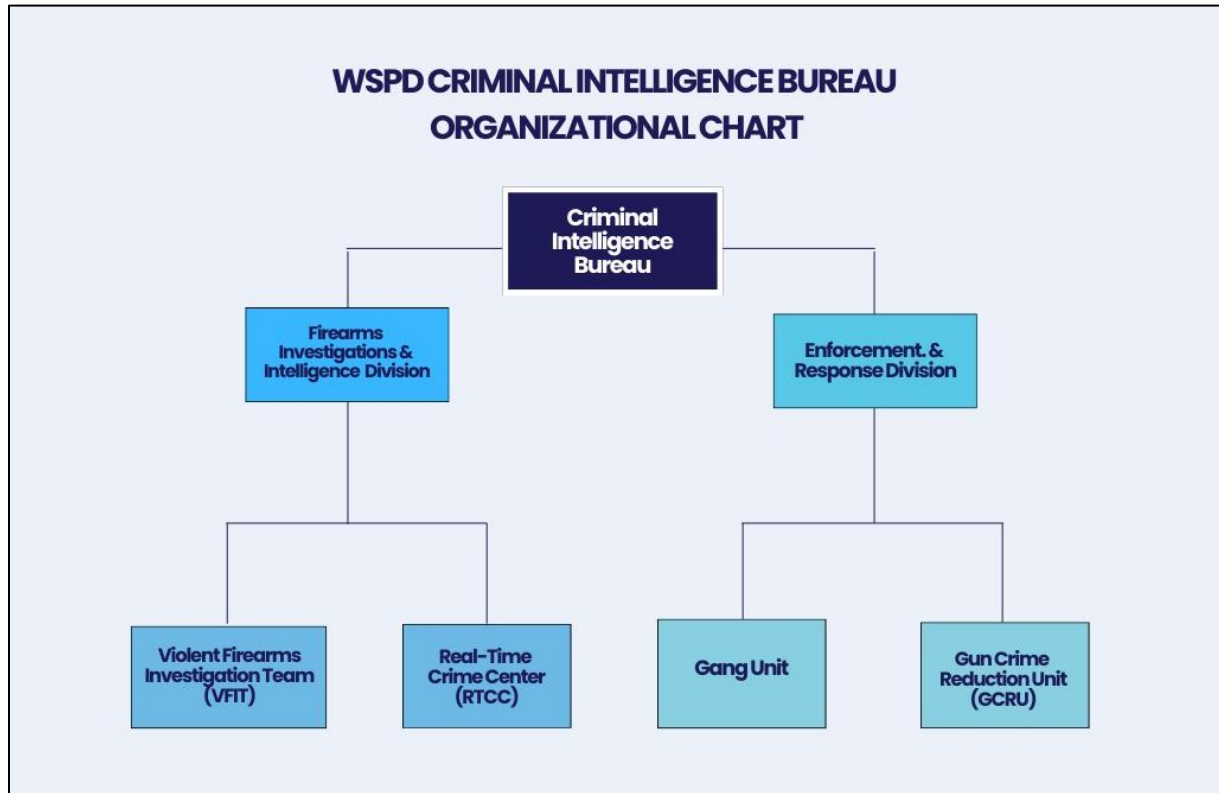 WSPD CRIMINAL INTELLIGENCE BUREAU
ORGANIZATIONAL CHART
Criminal
Intelligence
Bureau
Firearms
Investigations &
Intelligence Division
Enforcement. &
Response Division
Violent Firearms
Investigation Team
(VFIT)
Real-Time
Crime Center
(RTCC)
Gang Unit
Gun Crime
Reduction Unit
(GCRU)